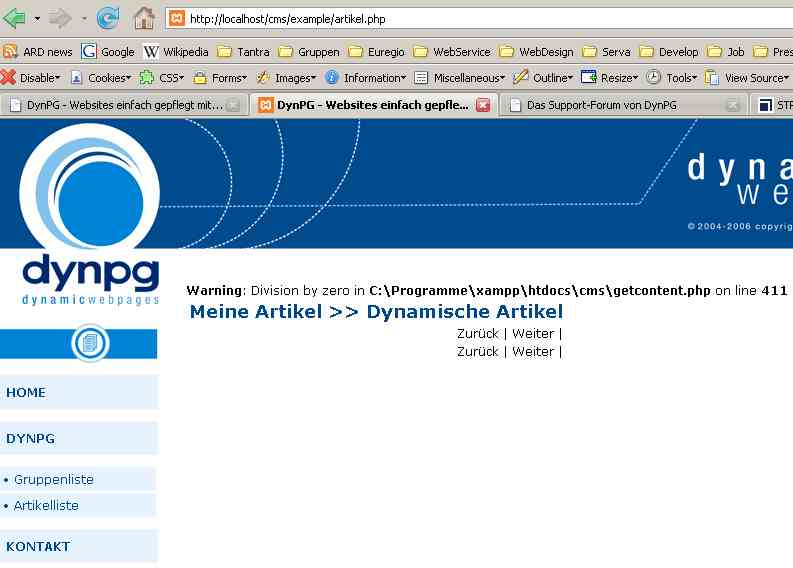 http://localhost/cms/example/artikel.php
ARD news Google Wikipedia Tantra Gruppen Euregio WebService WebDesign Serva Develop Job Pres
Disable Cookies CSS Forms Images Information Miscellaneous Outline Resize Tools View Source
DynPG - Websites einfach gepflegt mit... DynPG - Websites einfach gepfle... Das Support-Forum von DynPG STR
dyna
we
© 2004-2006 copyrig
dynpg
dynamicwebpages
Warning: Division by zero in C:\Programme\xampp\htdocs\cms\getcontent.php on line 411
Meine Artikel >> Dynamische Artikel
Zurück | Weiter |
Zurück | Weiter |
HOME
DYNPG
• Gruppenliste
• Artikelliste
KONTAKT